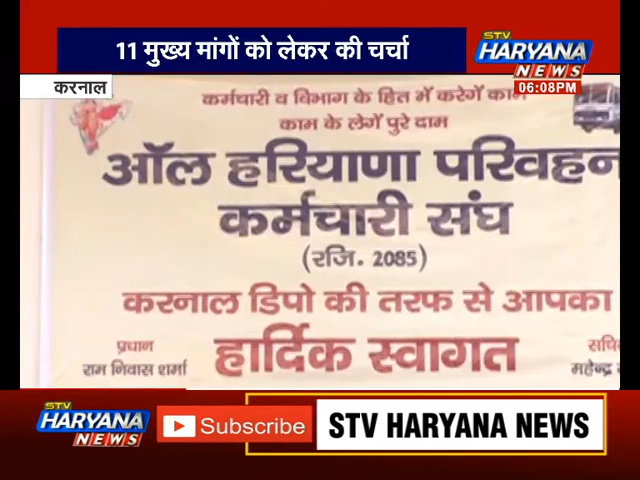 11 मुख्य मांगों को लेकर की चर्चा
STV
HARYANA
NEWS
06:08PM
करनाल
कर्मचारी व विभाग के हित में करेगें काम
काम के लेगें पुरे दाम
ऑल हरियाणा परिवहन
कर्मचारी संघ
(रजि. 2085)
करनाल डिपो की तरफ से आपका
हार्दिक स्वागत
प्रधान
राम निवास शर्मा
सचि
महेन्द्र
STV
HARYANA
NEWS
Subscribe
STV HARYANA NEWS